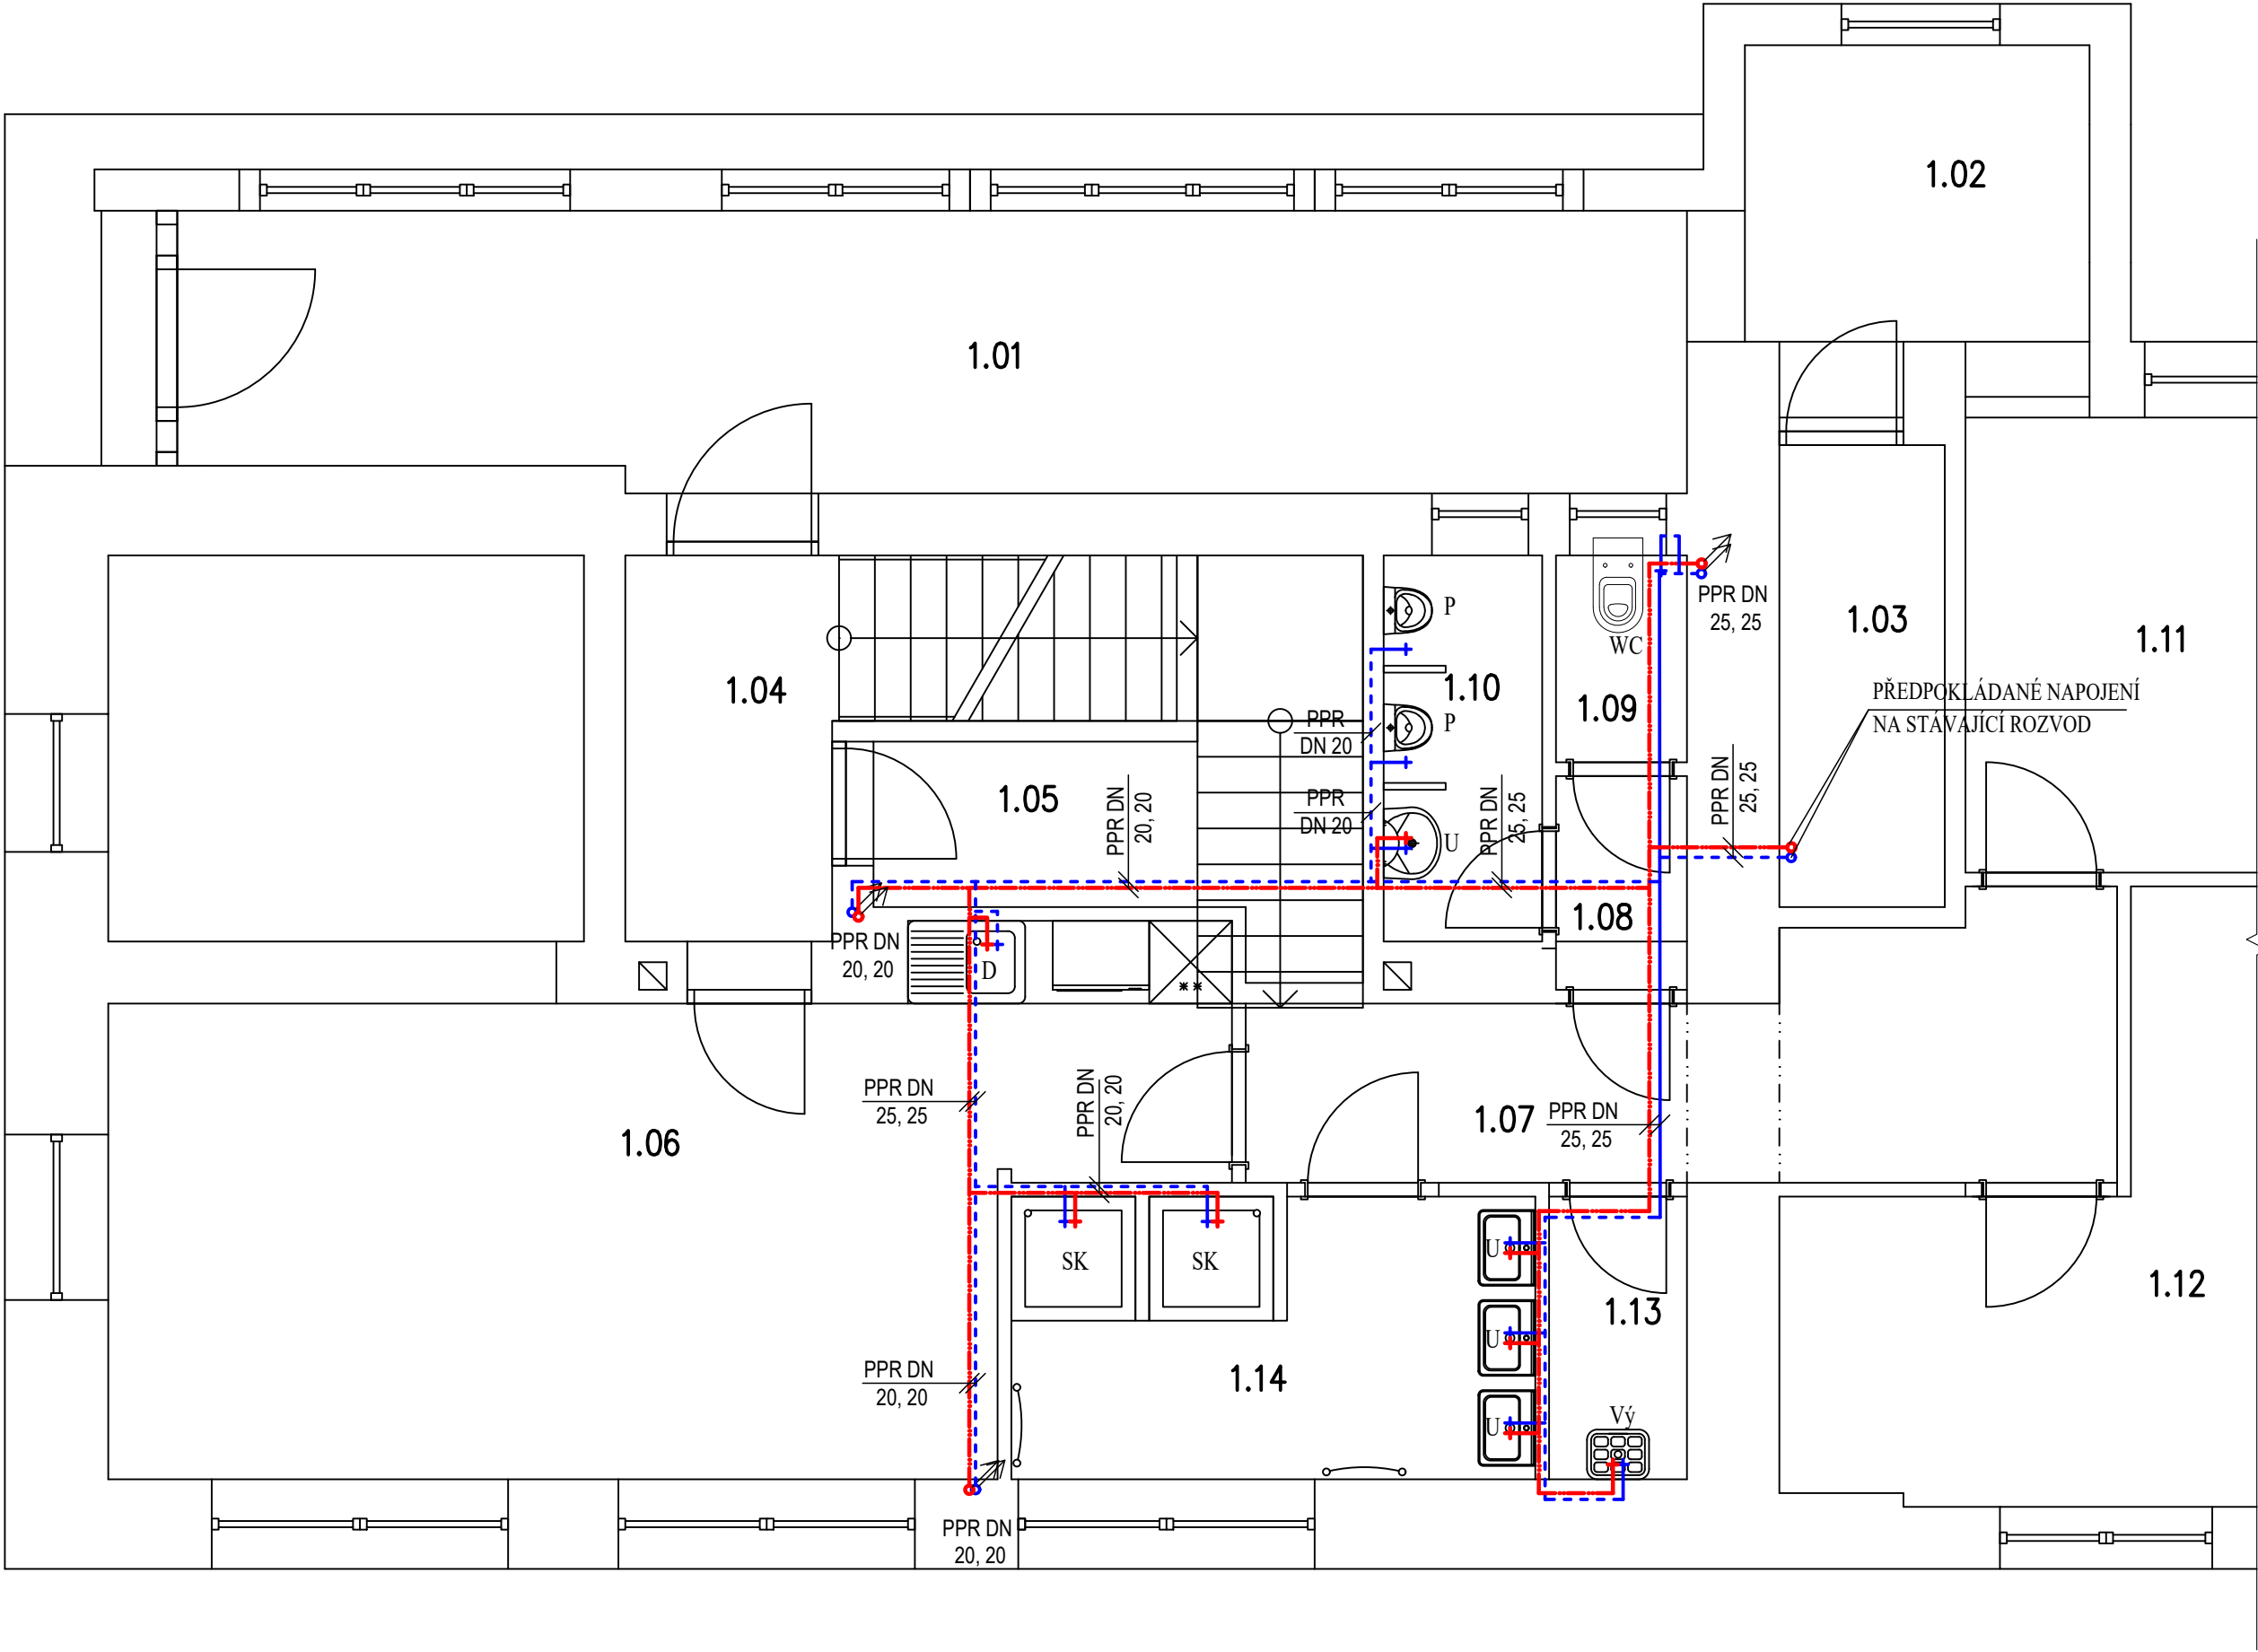 1.02
1.01
PPR DN
25, 25
1.03
P
WC
1.11
1.04
1.10
1.09
PŘEDPOKLÁDANÉ NAPOJENÍ
NA STÁVAJÍCÍ ROZVOD
PPR
DN 20
P
1.05
PPR DN
20, 20
PPR
DN 20
PPR DN
25, 25
PPR DN
25, 25
U
1.08
PPR DN
20, 20
D
PPR DN
25, 25
PPR DN
20, 20
1.06
1.07
PPR DN
25, 25
SK
SK
U
1.12
1.13
U
1.14
PPR DN
20, 20
U
Vý
PPR DN
20, 20